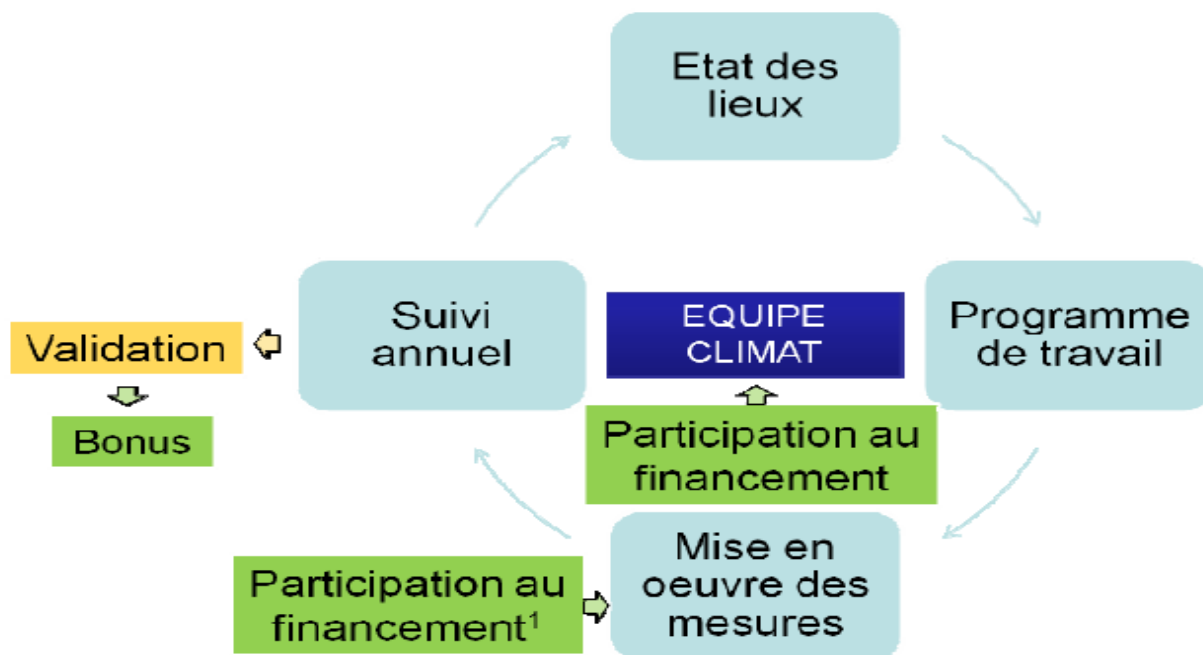 Etat des
lieux
Suivi
annuel
EQUIPE
CLIMAT
Programme
de travail
Validation
Bonus
Participation au
financement
Participation au
financement¹
Mise en
oeuvre des
mesures